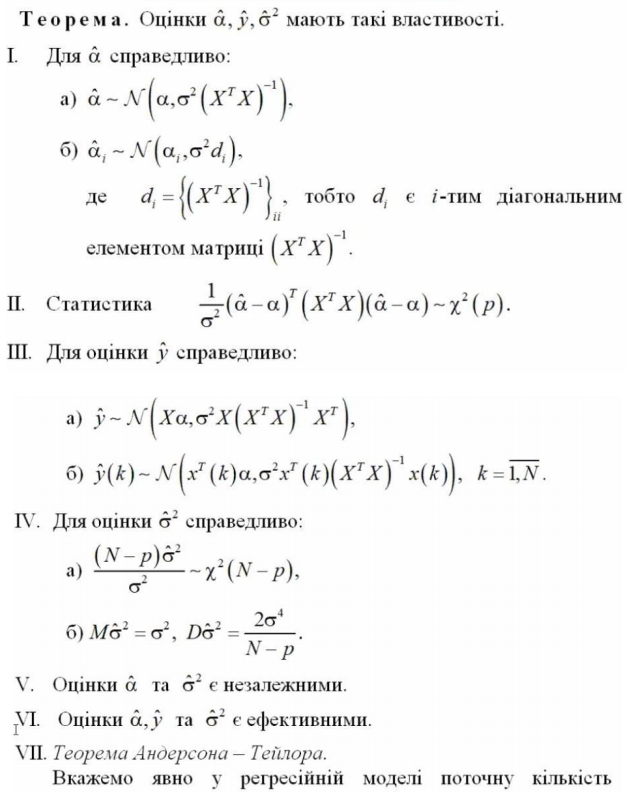 Теорема. Оцінки α̂, ŷ, σ̂² мають такі властивості.
I. Для α̂ справедливо:
а) α̂ ~ 𝒩(α,σ²(XᵀX)⁻¹),
б) α̂ᵢ ~ 𝒩(αᵢ,σ²dᵢ),
де dᵢ = {(XᵀX)⁻¹}ᵢᵢ, тобто dᵢ є i-тим діагональним
елементом матриці (XᵀX)⁻¹.
II. Статистика 1/σ² (α̂ – α)ᵀ(XᵀX)(α̂ – α) ~ χ²(p).
III. Для оцінки ŷ справедливо:
а) ŷ ~ 𝒩(Xα,σ²X(XᵀX)⁻¹Xᵀ),
б) ŷ(k) ~ 𝒩(xᵀ(k)α,σ²xᵀ(k)(XᵀX)⁻¹x(k)), k = 1,N̅.
IV. Для оцінки σ̂² справедливо:
а) (N – p)σ̂²/σ² ~ χ²(N – p),
б) Mσ̂² = σ², Dσ̂² = 2σ⁴/(N – p).
V. Оцінки α̂ та σ̂² є незалежними.
VI. Оцінки α̂, ŷ та σ̂² є ефективними.
VII. Теорема Андерсона – Тейлора.
Вкажемо явно у регресійній моделі поточну кількість